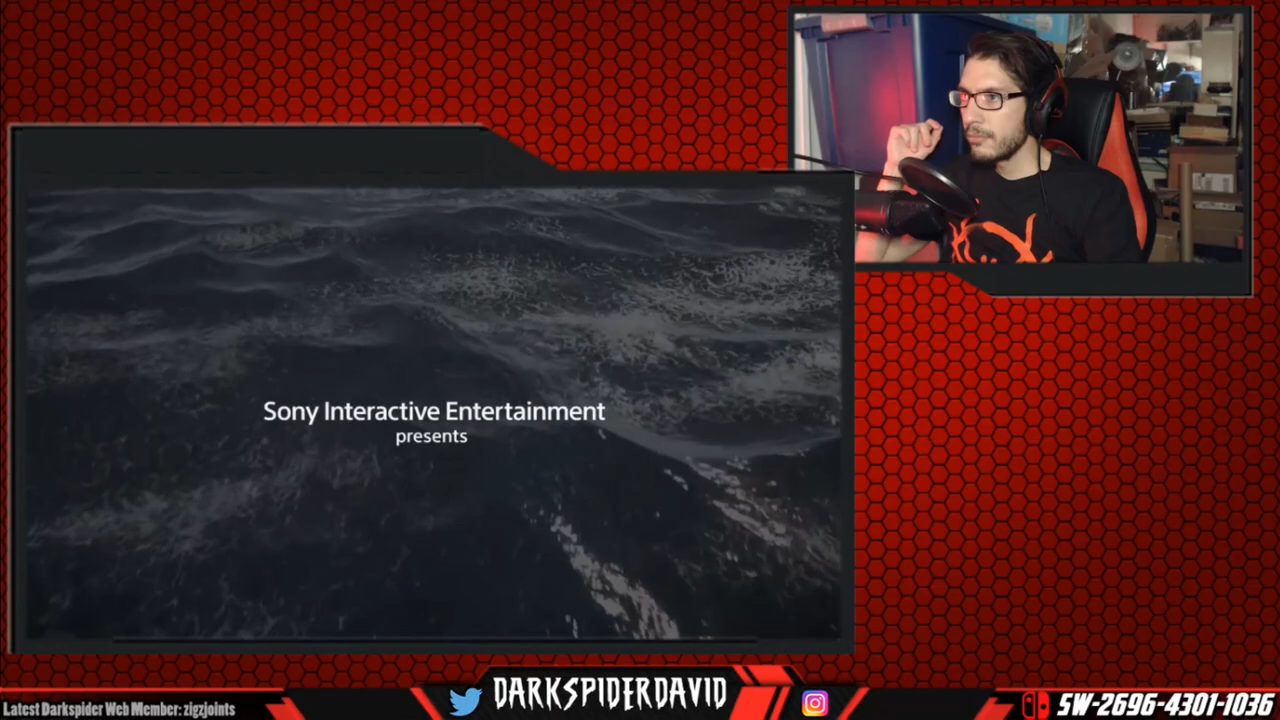 Sony Interactive Entertainment
presents
DARKSPIDERDAVID
Latest Darkspider Web Member: zigzjoints
SW-2696-4301-1036